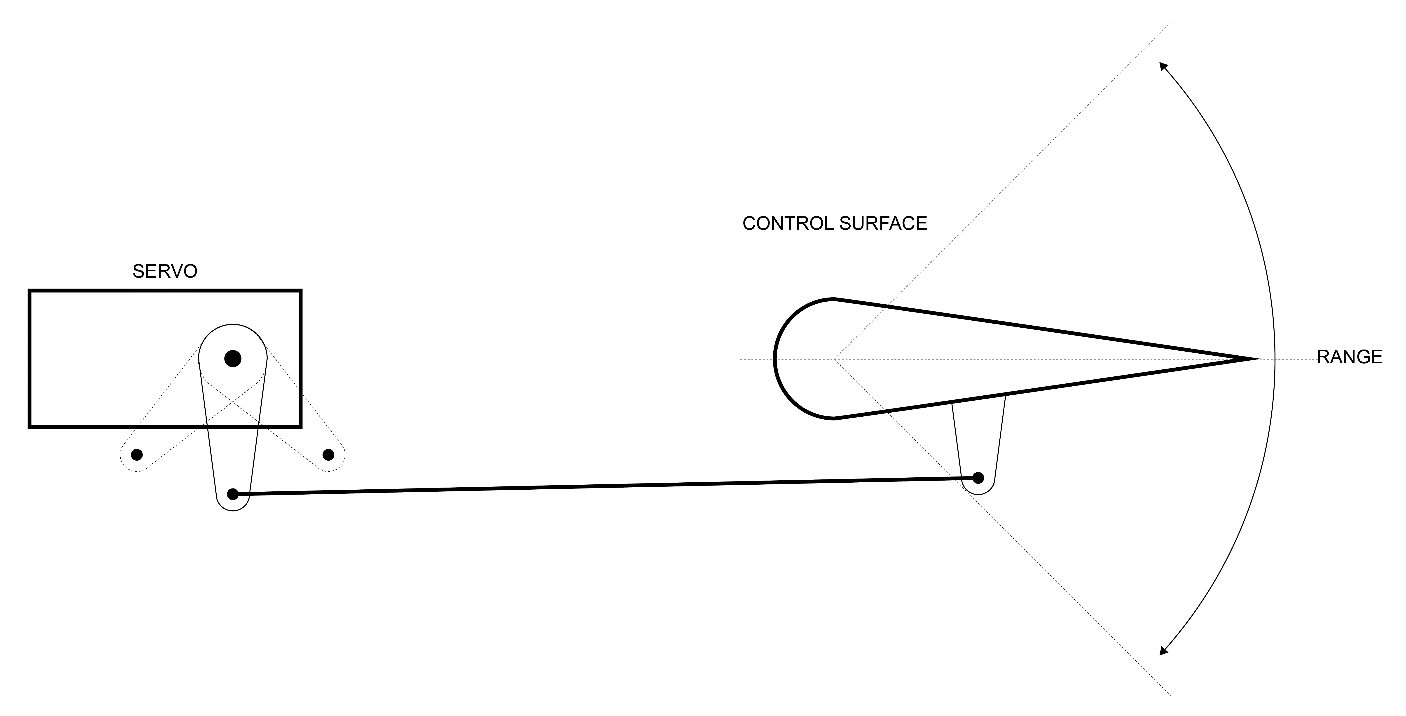 CONTROL SURFACE
SERVO
RANGE